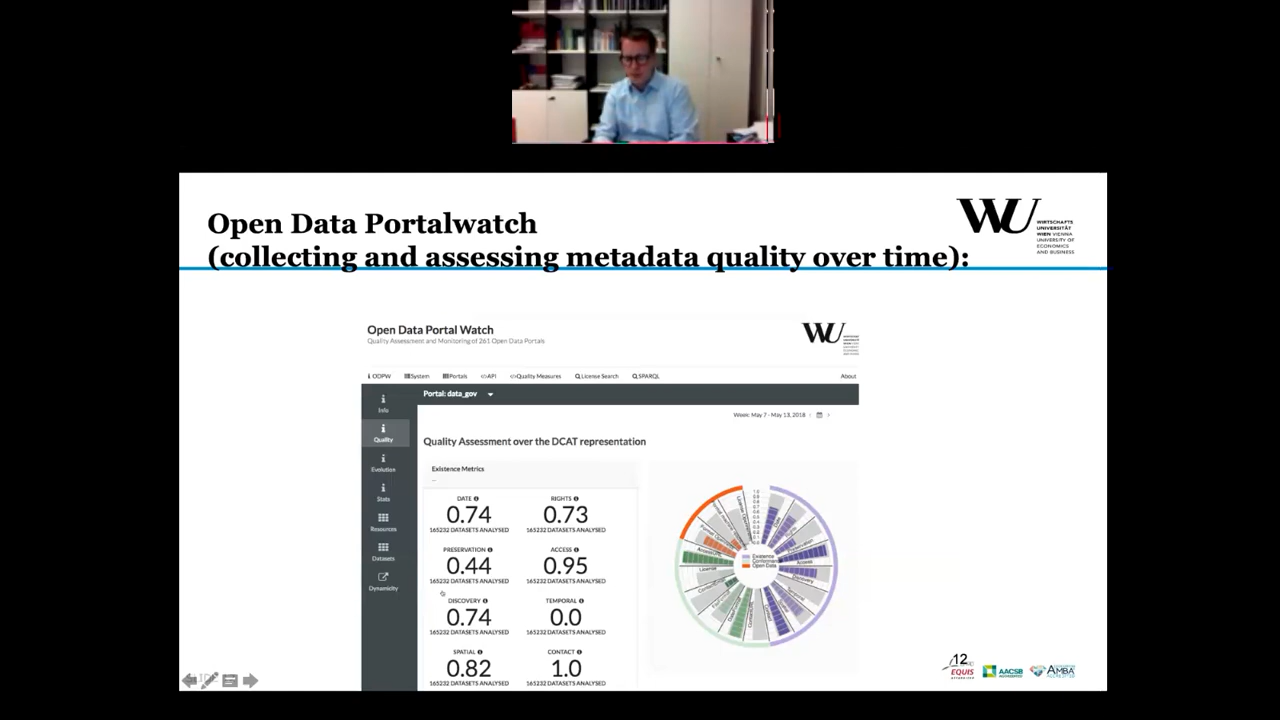 Open Data Portalwatch
(collecting and assessing metadata quality over time):
WU
WIRTSCHAFTS
UNIVERSITÄT
WIEN VIENNA
UNIVERSITY OF
ECONOMICS
AND BUSINESS
Open Data Portal Watch
Quality Assessment and Monitoring of 261 Open Data Portals
WU
ODPW System Portals </>API </>Quality Measures License Search SPARQL About
Portal: data_gov
Info
Quality
Evolution
Stats
Resources
Datasets
Dynamicity
Week: May 7 - May 13, 2018
Quality Assessment over the DCAT representation
Existence Metrics
...
DATE RIGHTS
0.74 0.73
165232 DATASETS ANALYSED 165232 DATASETS ANALYSED
PRESERVATION ACCESS
0.44 0.95
165232 DATASETS ANALYSED 165232 DATASETS ANALYSED
DISCOVERY TEMPORAL
0.74 0.0
165232 DATASETS ANALYSED 165232 DATASETS ANALYSED
SPATIAL CONTACT
0.82 1.0
165232 DATASETS ANALYSED 165232 DATASETS ANALYSED
Existence
Conformance
Open Data
12
EQUIS
ACCREDITED
AACSB
ACCREDITED
AMBA
ACCREDITED